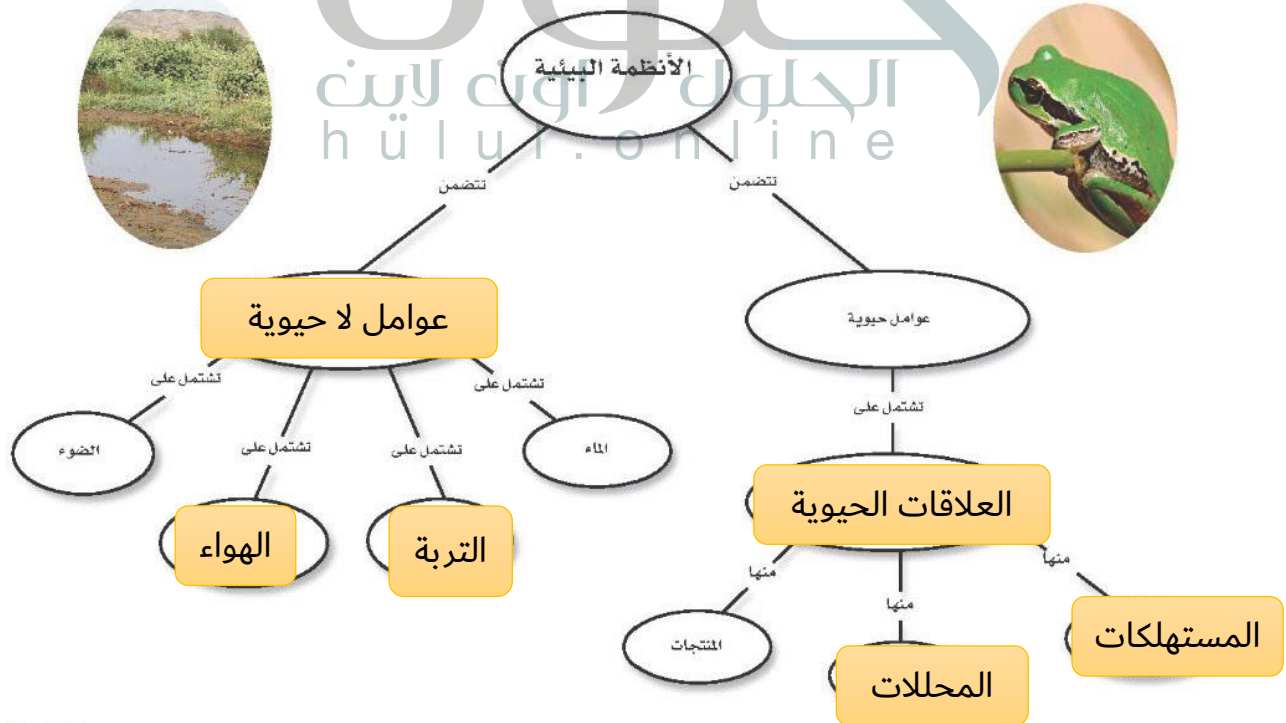 الأنظمة البيئية
الحلول اون لاين
hulul.online
تتضمن
تتضمن
عوامل حيوية
عوامل لا حيوية
تشتمل على
تشتمل على
تشتمل على
تشتمل على
تشتمل على
الماء
الضوء
التربة
الهواء
العلاقات الحيوية
منها
منها
منها
المستهلكات
المحللات
المنتجات